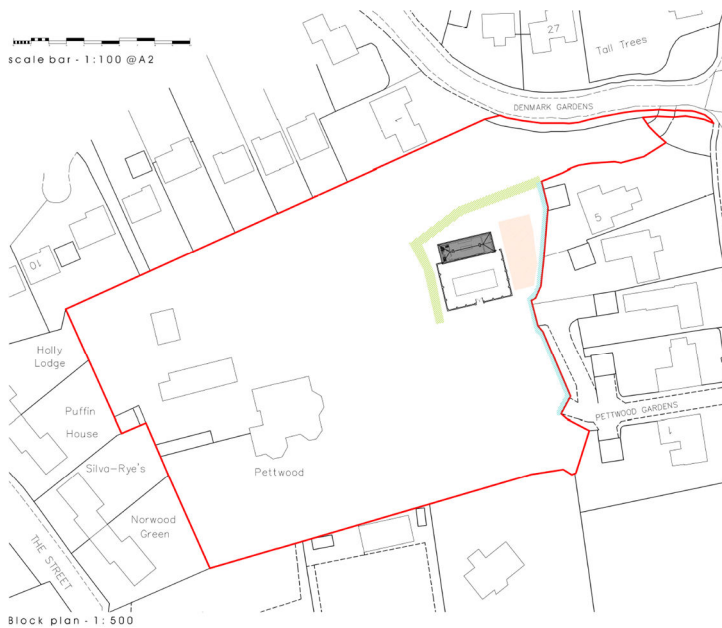 scale bar - 1:100 @A2
27
Tall Trees
DENMARK GARDENS
1
5
10
Holly
Lodge
Puffin
House
PETTWOOD GARDENS
1
Silva-Rye's
Pettwood
Norwood
Green
THE STREET
Block plan - 1:500